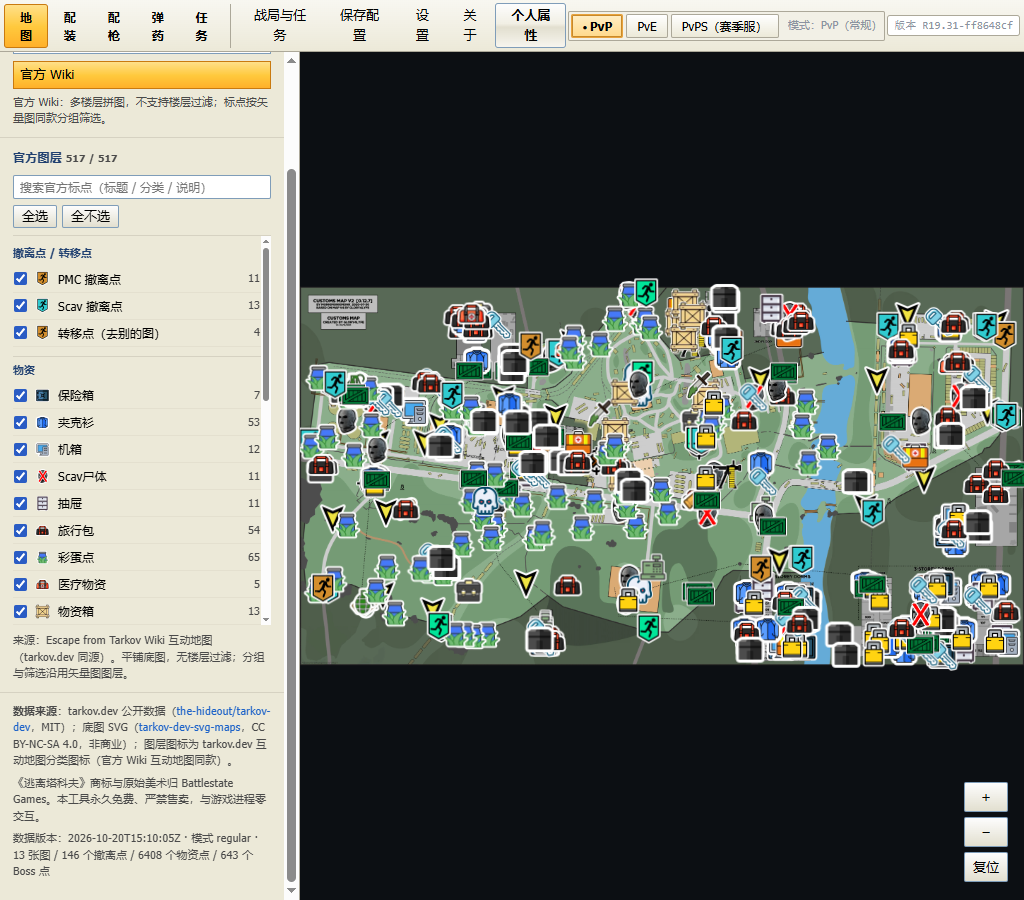 地图
配装
配枪
弹药
任务
战局与任务
保存配置
设置
关于
个人属性
• PvP
PvE
PvPS（赛季服）
模式：PvP（常规）
版本 R19.31-ff8648cf
官方 Wiki
官方 Wiki：多楼层拼图，不支持楼层过滤；标点按矢
量图同款分组筛选。
官方图层 517 / 517
搜索官方标点（标题 / 分类 / 说明）
全选 全不选
撤离点 / 转移点
PMC 撤离点 11
Scav 撤离点 13
转移点（去别的图） 4
物资
保险箱 7
夹克衫 53
机箱 12
Scav尸体 11
抽屉 11
旅行包 54
彩蛋点 65
医疗物资 5
物资箱 13
来源：Escape from Tarkov Wiki 互动地图
（tarkov.dev 同源）。平铺底图，无楼层过滤；分组
与筛选沿用矢量图图层。
数据来源：tarkov.dev 公开数据（the-hideout/tarkov-
dev，MIT）；底图 SVG（tarkov-dev-svg-maps，CC
BY-NC-SA 4.0，非商业）；图层图标为 tarkov.dev 互
动地图分类图标（官方 Wiki 互动地图同款）。
《逃离塔科夫》商标与原始美术归 Battlestate
Games。本工具永久免费、严禁售卖，与游戏进程零
交互。
数据版本：2026-10-20T15:10:05Z · 模式 regular ·
13 张图 / 146 个撤离点 / 6408 个物资点 / 643 个
Boss 点
CUSTOMS MAP V2 [0.12.7]
CUSTOMS MAP
+
−
复位